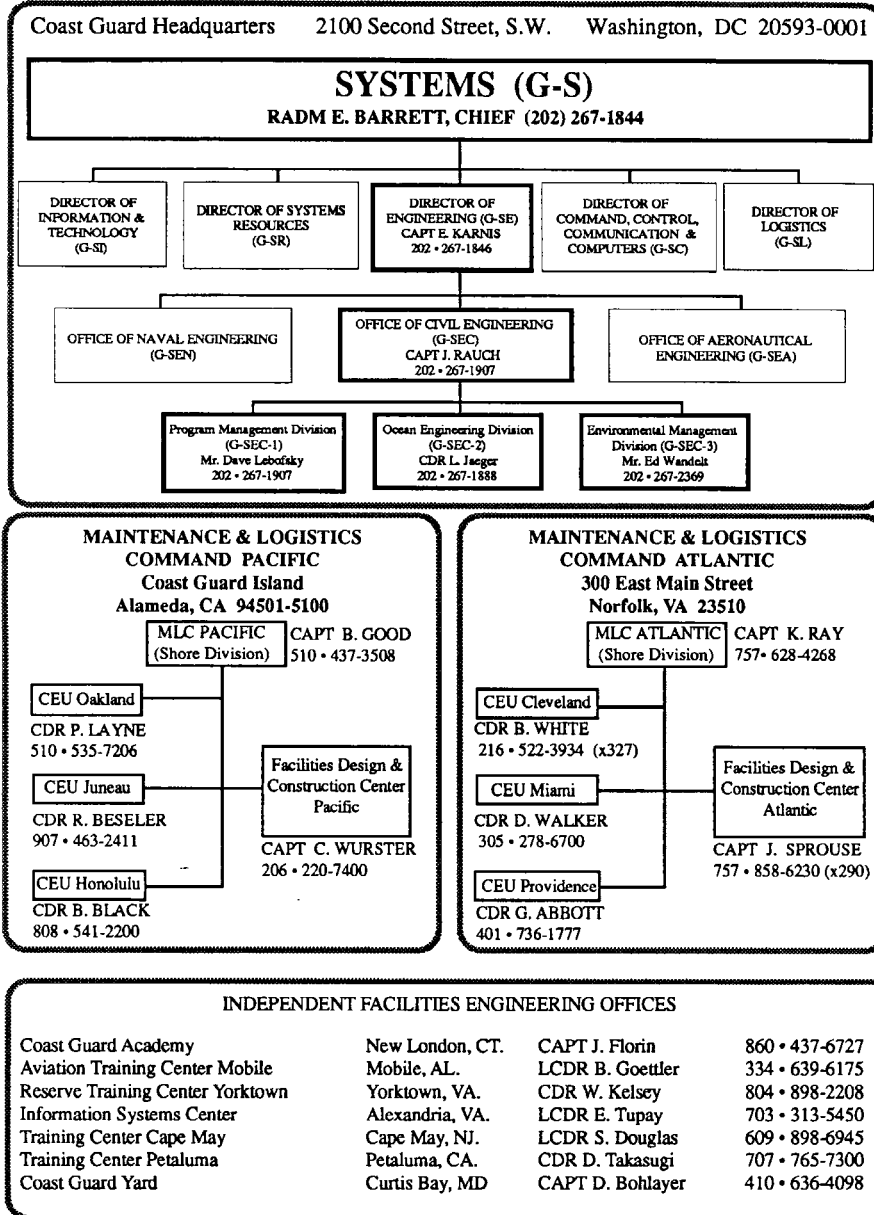 Coast Guard Headquarters 2100 Second Street, S.W. Washington, DC 20593-0001
SYSTEMS (G-S)
RADM E. BARRETT, CHIEF (202) 267-1844
DIRECTOR OF
INFORMATION &
TECHNOLOGY
(G-SI)
DIRECTOR OF SYSTEMS
RESOURCES
(G-SR)
DIRECTOR OF
ENGINEERING (G-SE)
CAPT E. KARNIS
202 • 267-1846
DIRECTOR OF
COMMAND, CONTROL,
COMMUNICATION &
COMPUTERS (G-SC)
DIRECTOR OF
LOGISTICS
(G-SL)
OFFICE OF NAVAL ENGINEERING
(G-SEN)
OFFICE OF CIVIL ENGINEERING
(G-SEC)
CAPT J. RAUCH
202 • 267-1907
OFFICE OF AERONAUTICAL
ENGINEERING (G-SEA)
Program Management Division
(G-SEC-1)
Mr. Dave Lebofsky
202 • 267-1907
Ocean Engineering Division
(G-SEC-2)
CDR L. Jaeger
202 • 267-1888
Environmental Management
Division (G-SEC-3)
Mr. Ed Wandelt
202 • 267-2369
MAINTENANCE & LOGISTICS
COMMAND PACIFIC
Coast Guard Island
Alameda, CA 94501-5100
MLC PACIFIC
(Shore Division)
CAPT B. GOOD
510 • 437-3508
CEU Oakland
CDR P. LAYNE
510 • 535-7206
CEU Juneau
CDR R. BESELER
907 • 463-2411
Facilities Design &
Construction Center
Pacific
CAPT C. WURSTER
206 • 220-7400
CEU Honolulu
CDR B. BLACK
808 • 541-2200
MAINTENANCE & LOGISTICS
COMMAND ATLANTIC
300 East Main Street
Norfolk, VA 23510
MLC ATLANTIC
(Shore Division)
CAPT K. RAY
757• 628-4268
CEU Cleveland
CDR B. WHITE
216 • 522-3934 (x327)
CEU Miami
CDR D. WALKER
305 • 278-6700
Facilities Design &
Construction Center
Atlantic
CAPT J. SPROUSE
757 • 858-6230 (x290)
CEU Providence
CDR G. ABBOTT
401 • 736-1777
INDEPENDENT FACILITIES ENGINEERING OFFICES
Coast Guard Academy New London, CT. CAPT J. Florin 860 • 437-6727
Aviation Training Center Mobile Mobile, AL. LCDR B. Goettler 334 • 639-6175
Reserve Training Center Yorktown Yorktown, VA. CDR W. Kelsey 804 • 898-2208
Information Systems Center Alexandria, VA. LCDR E. Tupay 703 • 313-5450
Training Center Cape May Cape May, NJ. LCDR S. Douglas 609 • 898-6945
Training Center Petaluma Petaluma, CA. CDR D. Takasugi 707 • 765-7300
Coast Guard Yard Curtis Bay, MD CAPT D. Bohlayer 410 • 636-4098